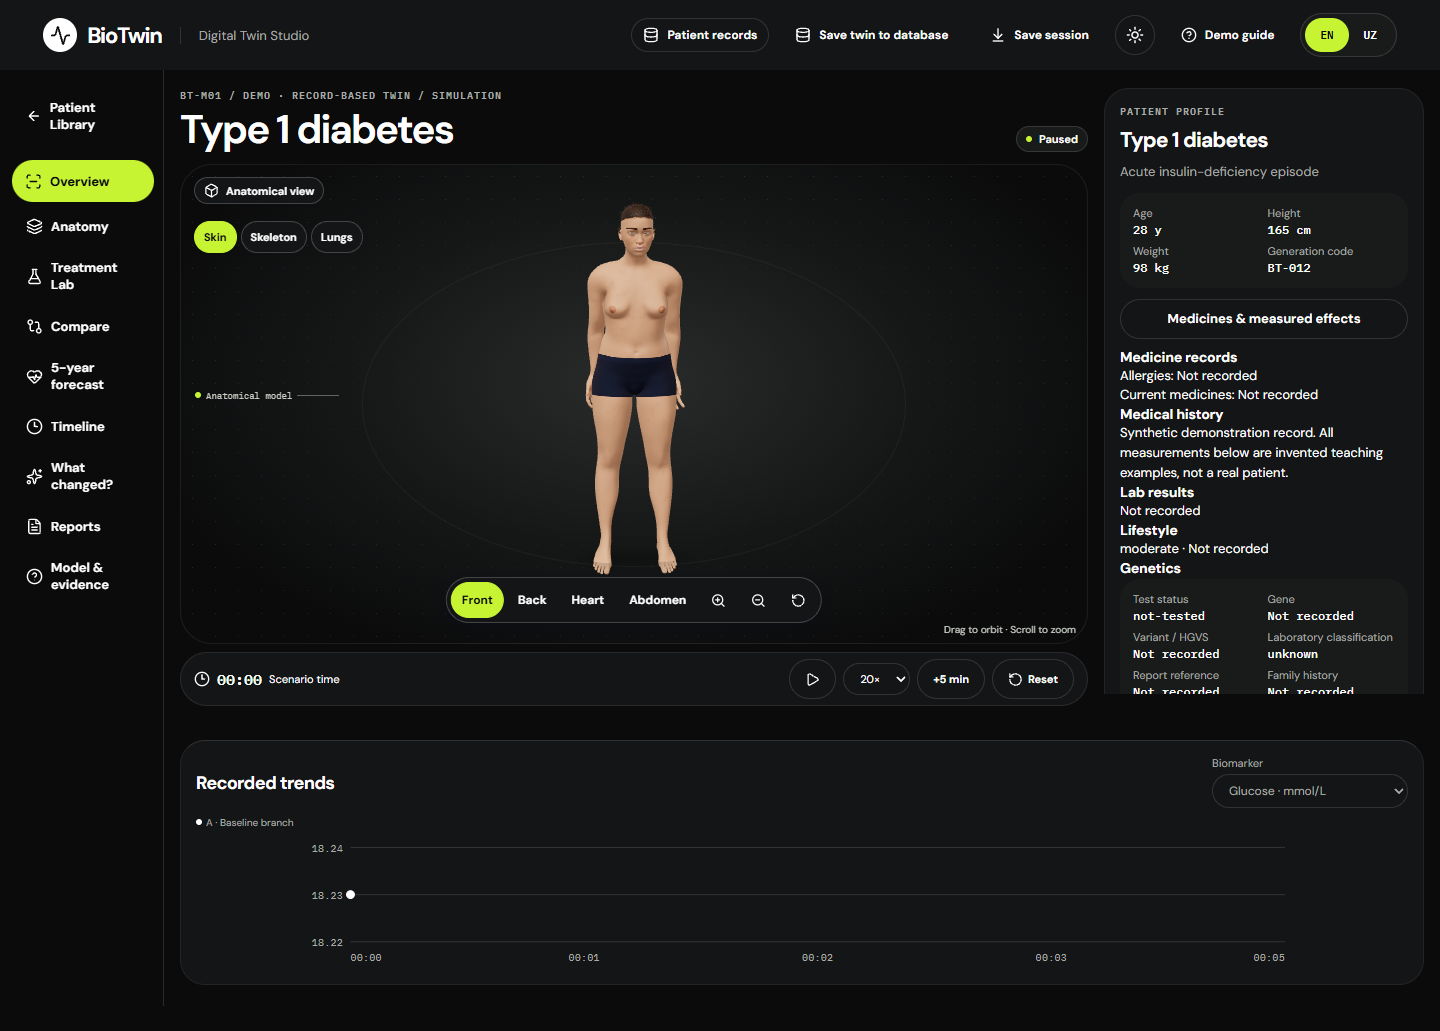 BioTwin
Digital Twin Studio
Patient records
Save twin to database
Save session
Demo guide
EN
UZ
Patient
Library
Overview
Anatomy
Treatment
Lab
Compare
5-year
forecast
Timeline
What
changed?
Reports
Model &
evidence
BT-M01 / DEMO · RECORD-BASED TWIN / SIMULATION
Type 1 diabetes
Paused
Anatomical view
Skin
Skeleton
Lungs
Anatomical model
Front
Back
Heart
Abdomen
Drag to orbit · Scroll to zoom
00:00 Scenario time
20×
+5 min
Reset
PATIENT PROFILE
Type 1 diabetes
Acute insulin-deficiency episode
Age
Height
28 y
165 cm
Weight
Generation code
98 kg
BT-012
Medicines & measured effects
Medicine records
Allergies: Not recorded
Current medicines: Not recorded
Medical history
Synthetic demonstration record. All
measurements below are invented teaching
examples, not a real patient.
Lab results
Not recorded
Lifestyle
moderate · Not recorded
Genetics
Test status
Gene
not-tested
Not recorded
Variant / HGVS
Laboratory classification
Not recorded
unknown
Report reference
Family history
Not recorded
Not recorded
Recorded trends
Biomarker
Glucose · mmol/L
A · Baseline branch
18.24
18.23
18.22
00:00
00:01
00:02
00:03
00:05